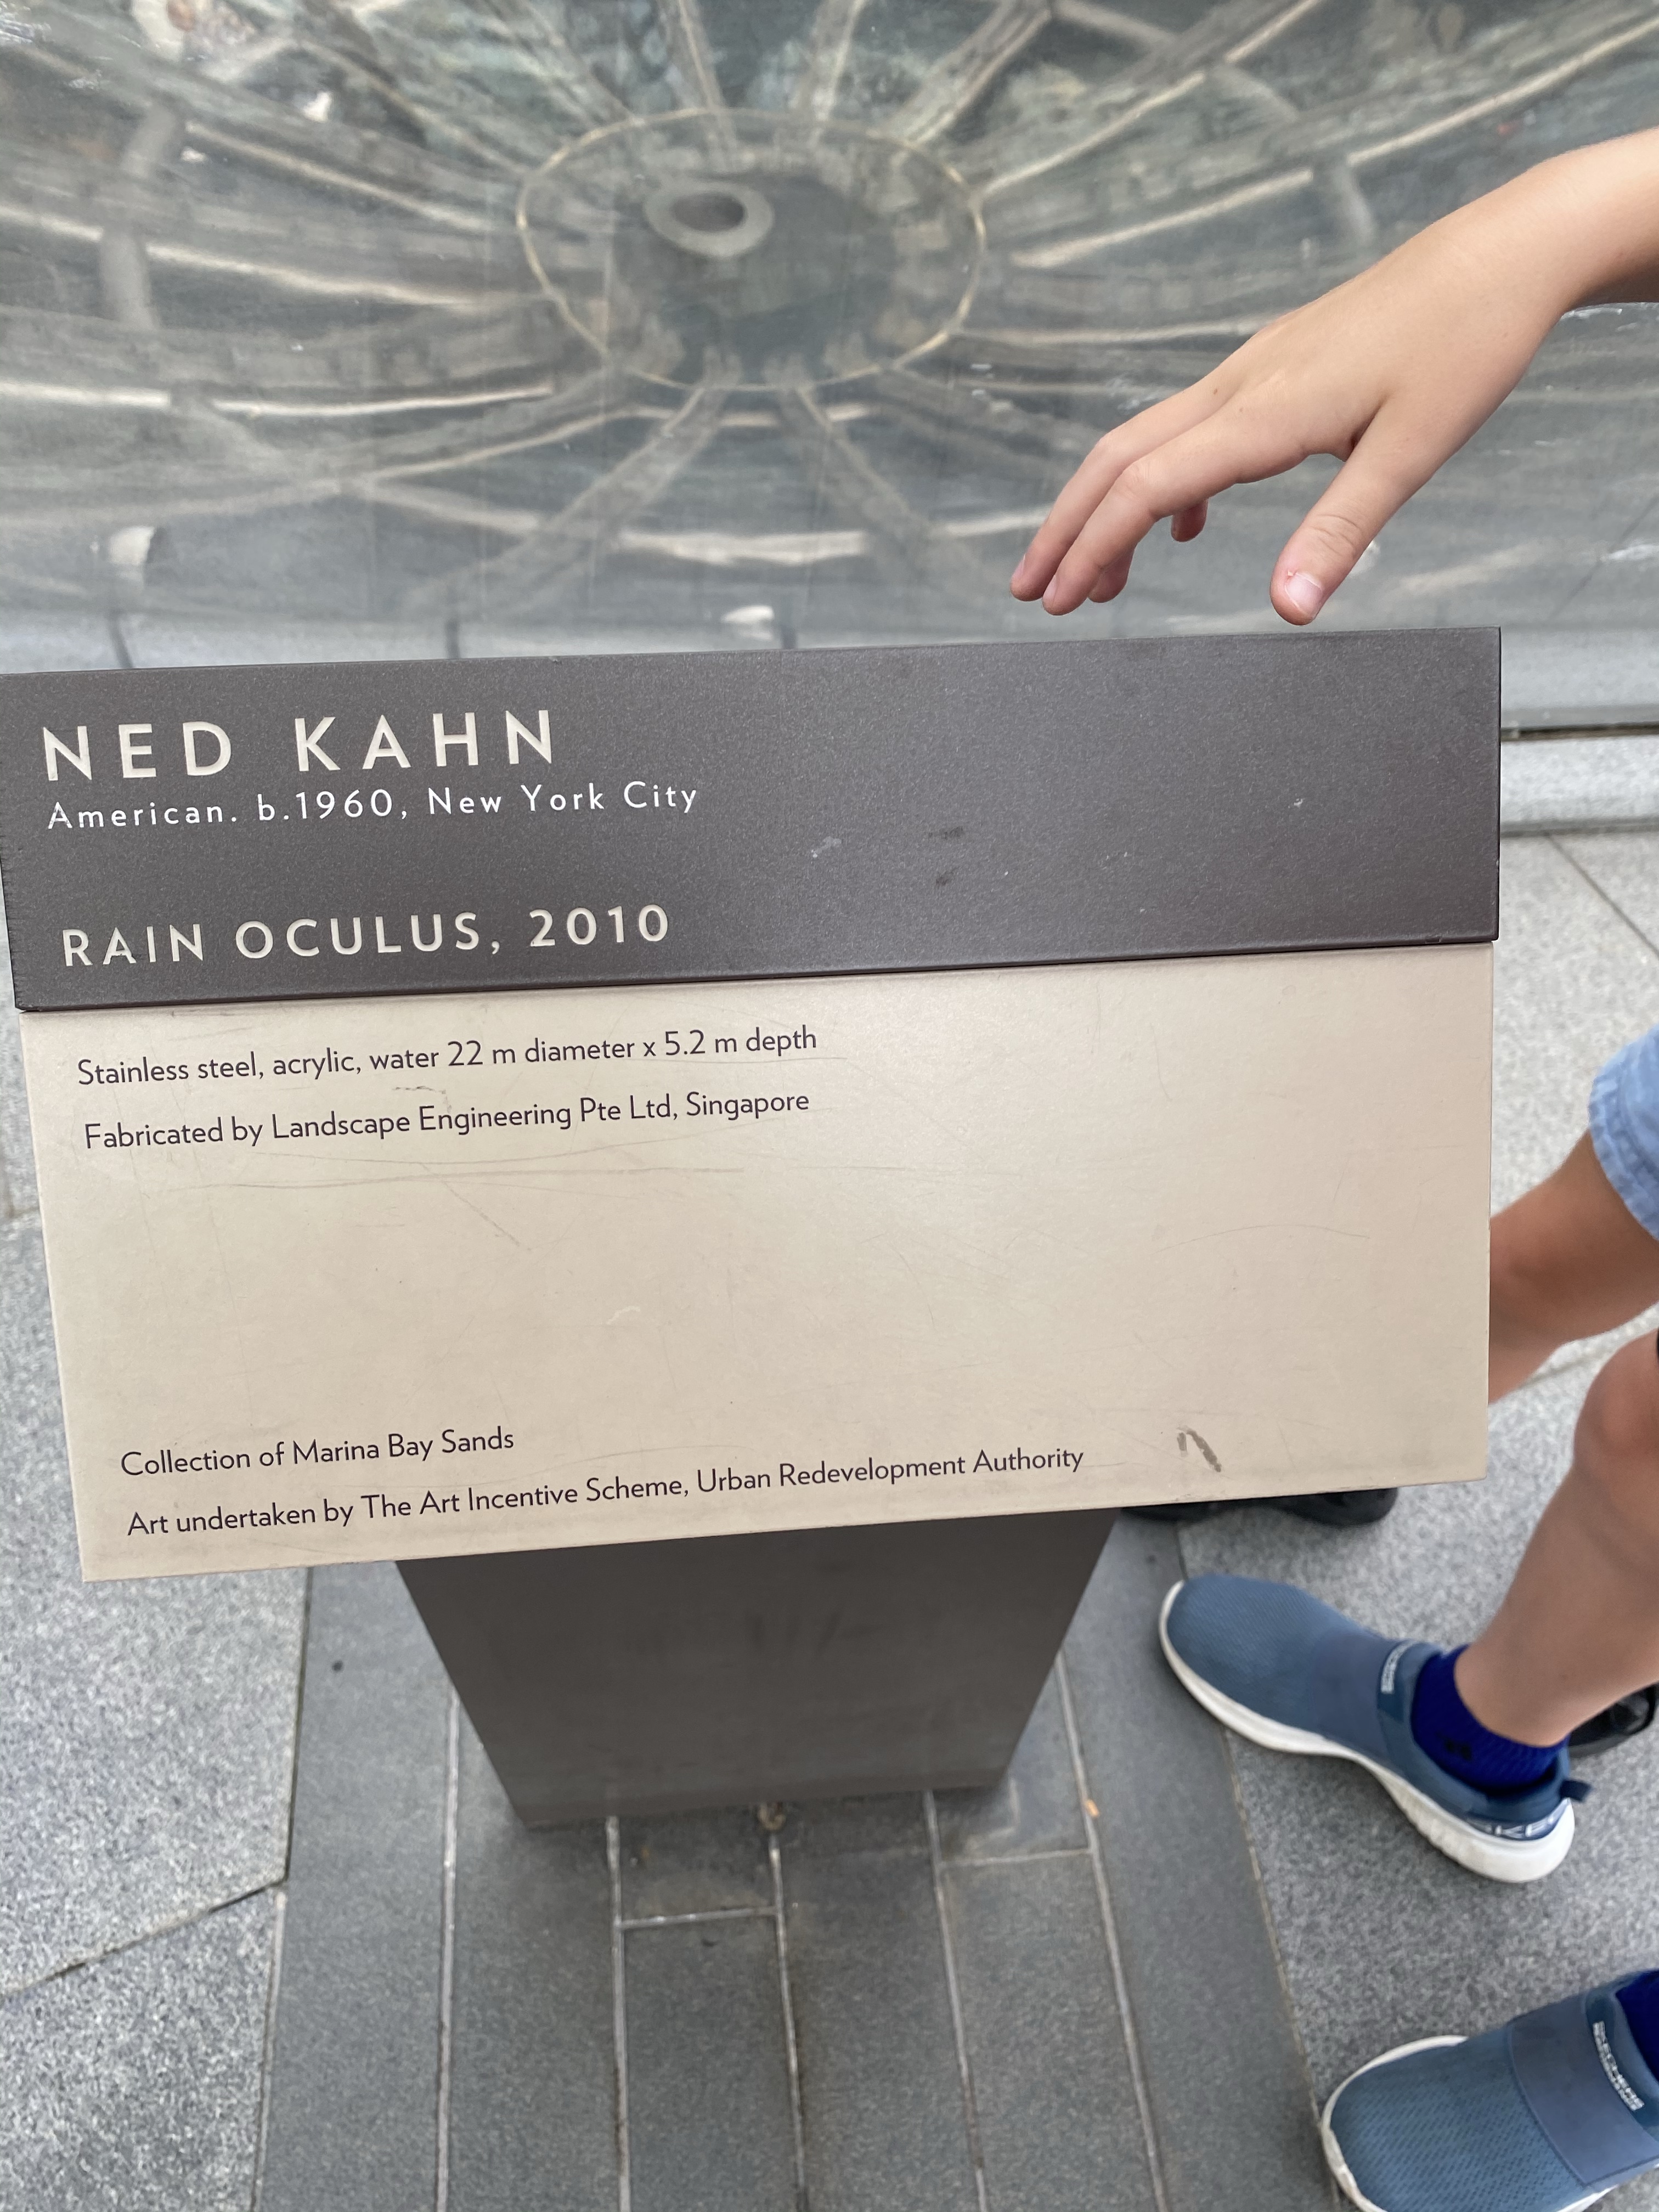 NED KAHN
American. b.1960, New York City
RAIN OCULUS, 2010
Stainless steel, acrylic, water 22 m diameter x 5.2 m depth
Fabricated by Landscape Engineering Pte Ltd, Singapore
Collection of Marina Bay Sands
Art undertaken by The Art Incentive Scheme, Urban Redevelopment Authority